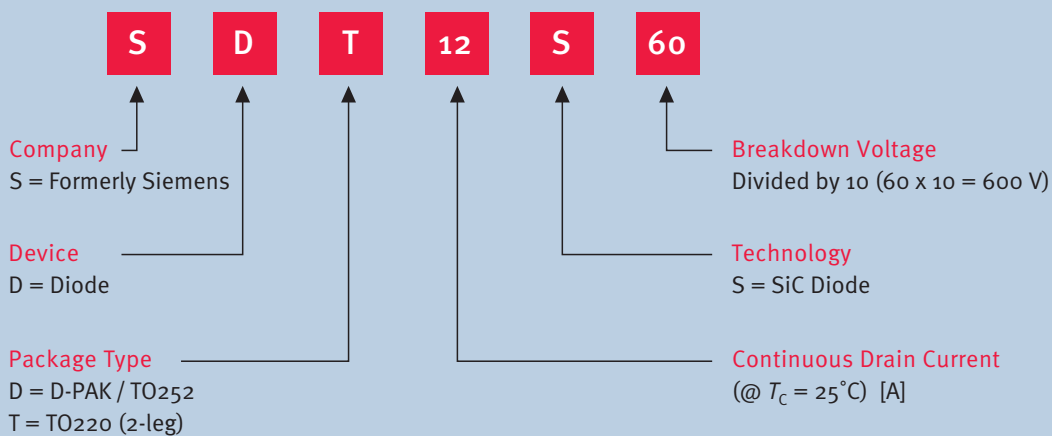 S D T 12 S 60
Company
S = Formerly Siemens
Device
D = Diode
Package Type
D = D-PAK / TO252
T = TO220 (2-leg)
Breakdown Voltage
Divided by 10 (60 x 10 = 600 V)
Technology
S = SiC Diode
Continuous Drain Current
(@ T_C = 25˚C) [A]